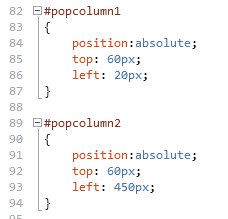 82 #popcolumn1
83 {
84 position:absolute;
85 top: 60px;
86 left: 20px;
87 }
88
89 #popcolumn2
90 {
91 position:absolute;
92 top: 60px;
93 left: 450px;
94 }